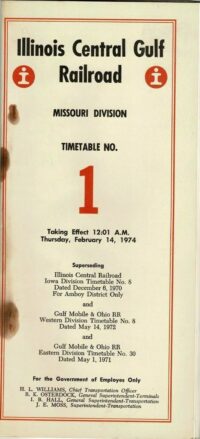 Illinois Central Gulf
Railroad
i
i
MISSOURI DIVISION
TIMETABLE NO.
1
Taking Effect 12:01 A.M.
Thursday, February 14, 1974
Superseding
Illinois Central Railroad
Iowa Division Timetable No. 8
Dated December 6, 1970
For Amboy District Only
and
Gulf Mobile & Ohio RR
Western Division Timetable No. 8
Dated May 14, 1972
and
Gulf Mobile & Ohio RR
Eastern Division Timetable No. 30
Dated May 1, 1971
For the Government of Employes Only
H. L. WILLIAMS, Chief Transportation Officer
B. K. OSTERDOCK, General Superintendent-Terminals
I. B. HALL, General Superintendent-Transportation
J. E. MOSS, Superintendent-Transportation